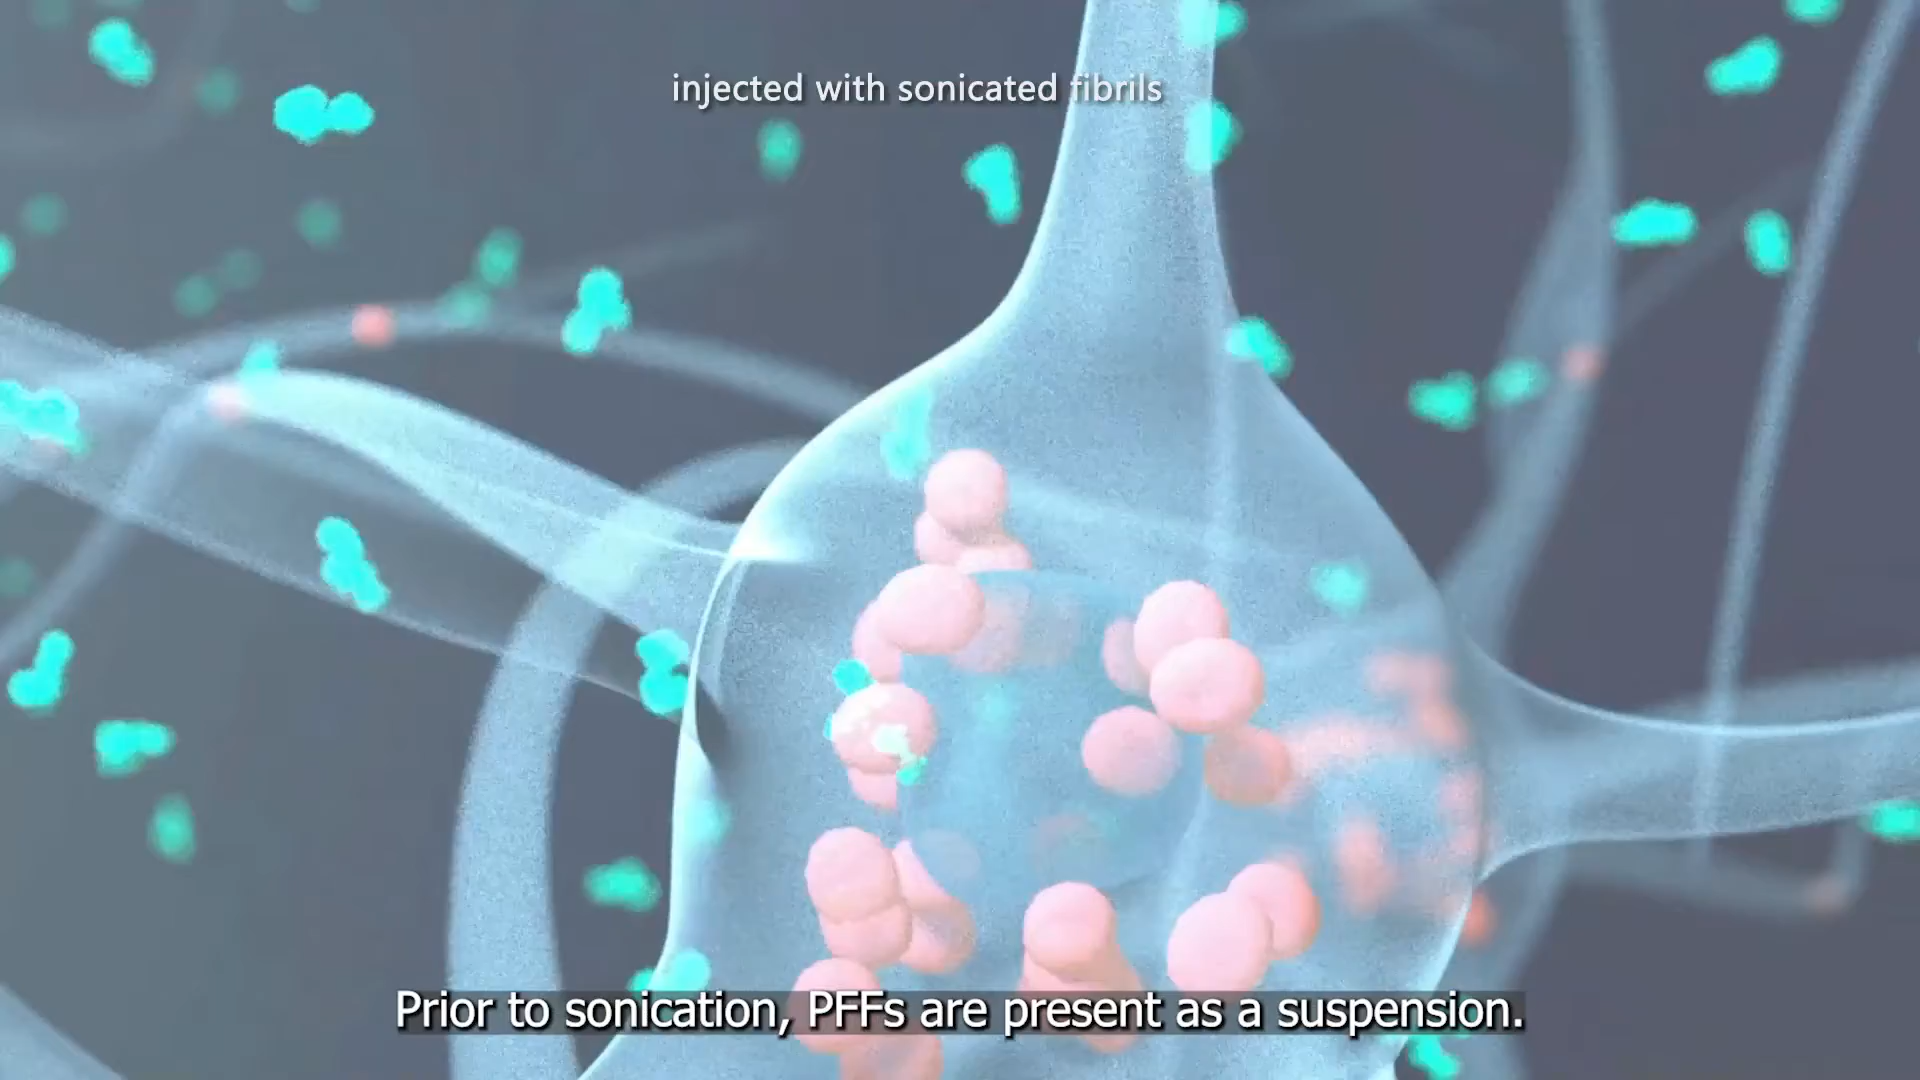 injected with sonicated fibrils
Prior to sonication, PFFs are present as a suspension.